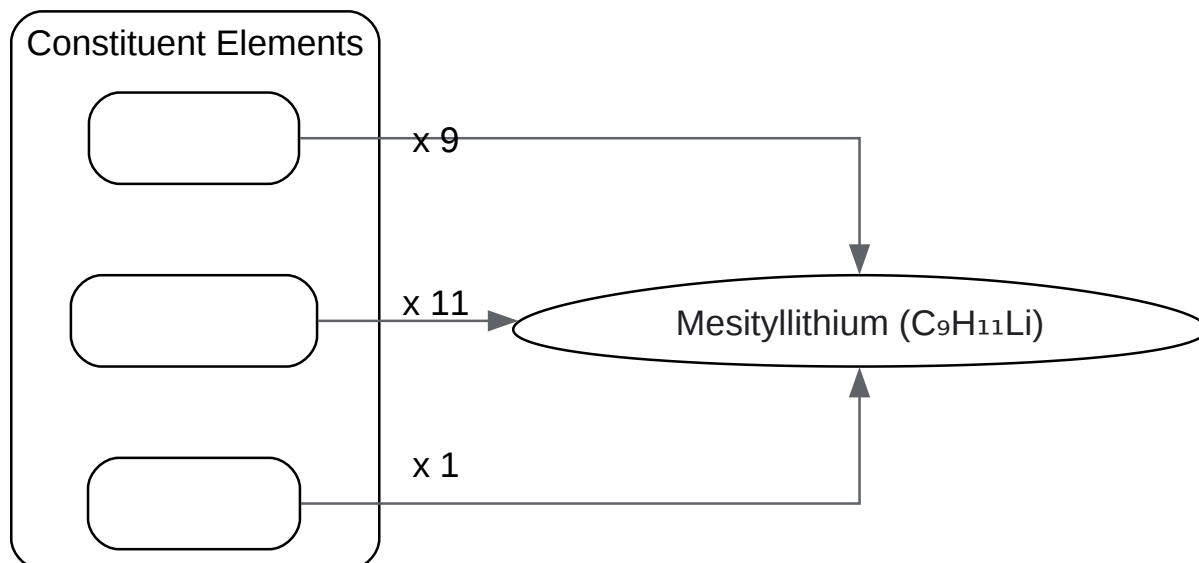 Constituent Elements
x 9
x 11
Mesityllithium (C₉H₁₁Li)
x 1